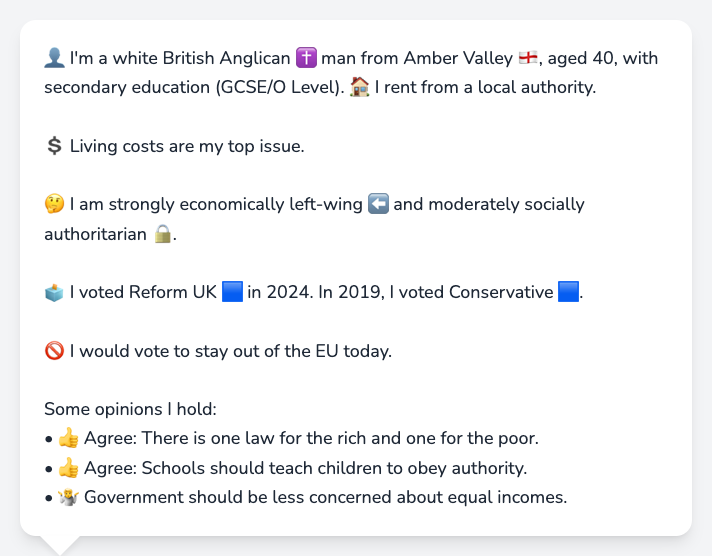 👤 I'm a white British Anglican ✝️ man from Amber Valley 🏴󠁧󠁢󠁥󠁮󠁧󠁿, aged 40, with
secondary education (GCSE/O Level). 🏠 I rent from a local authority.
💲 Living costs are my top issue.
🤔 I am strongly economically left-wing ⬅️ and moderately socially
authoritarian 🔒.
🗳️ I voted Reform UK 🟦 in 2024. In 2019, I voted Conservative 🟦.
🚫 I would vote to stay out of the EU today.
Some opinions I hold:
• 👍 Agree: There is one law for the rich and one for the poor.
• 👍 Agree: Schools should teach children to obey authority.
• 🤷 Government should be less concerned about equal incomes.